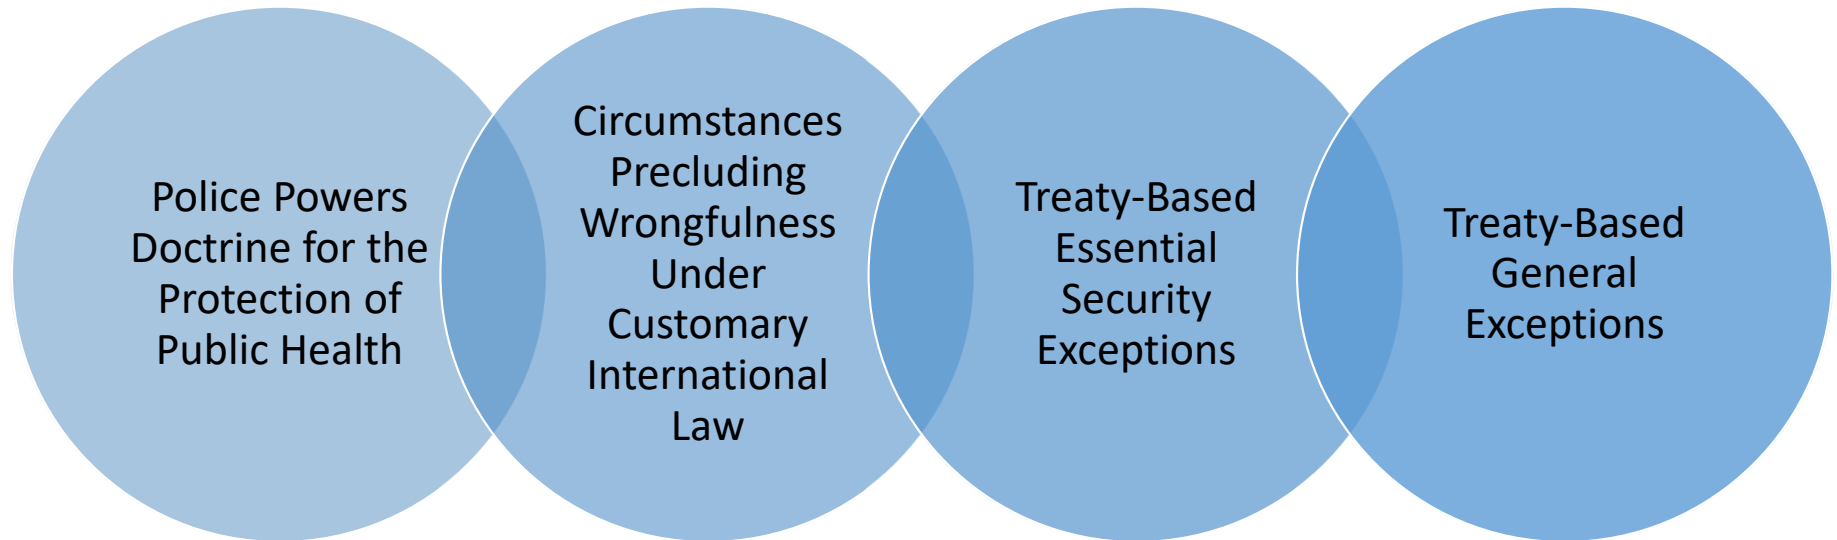 Police Powers
Doctrine for the
Protection of
Public Health
Circumstances
Precluding
Wrongfulness
Under
Customary
International
Law
Treaty-Based
Essential
Security
Exceptions
Treaty-Based
General
Exceptions